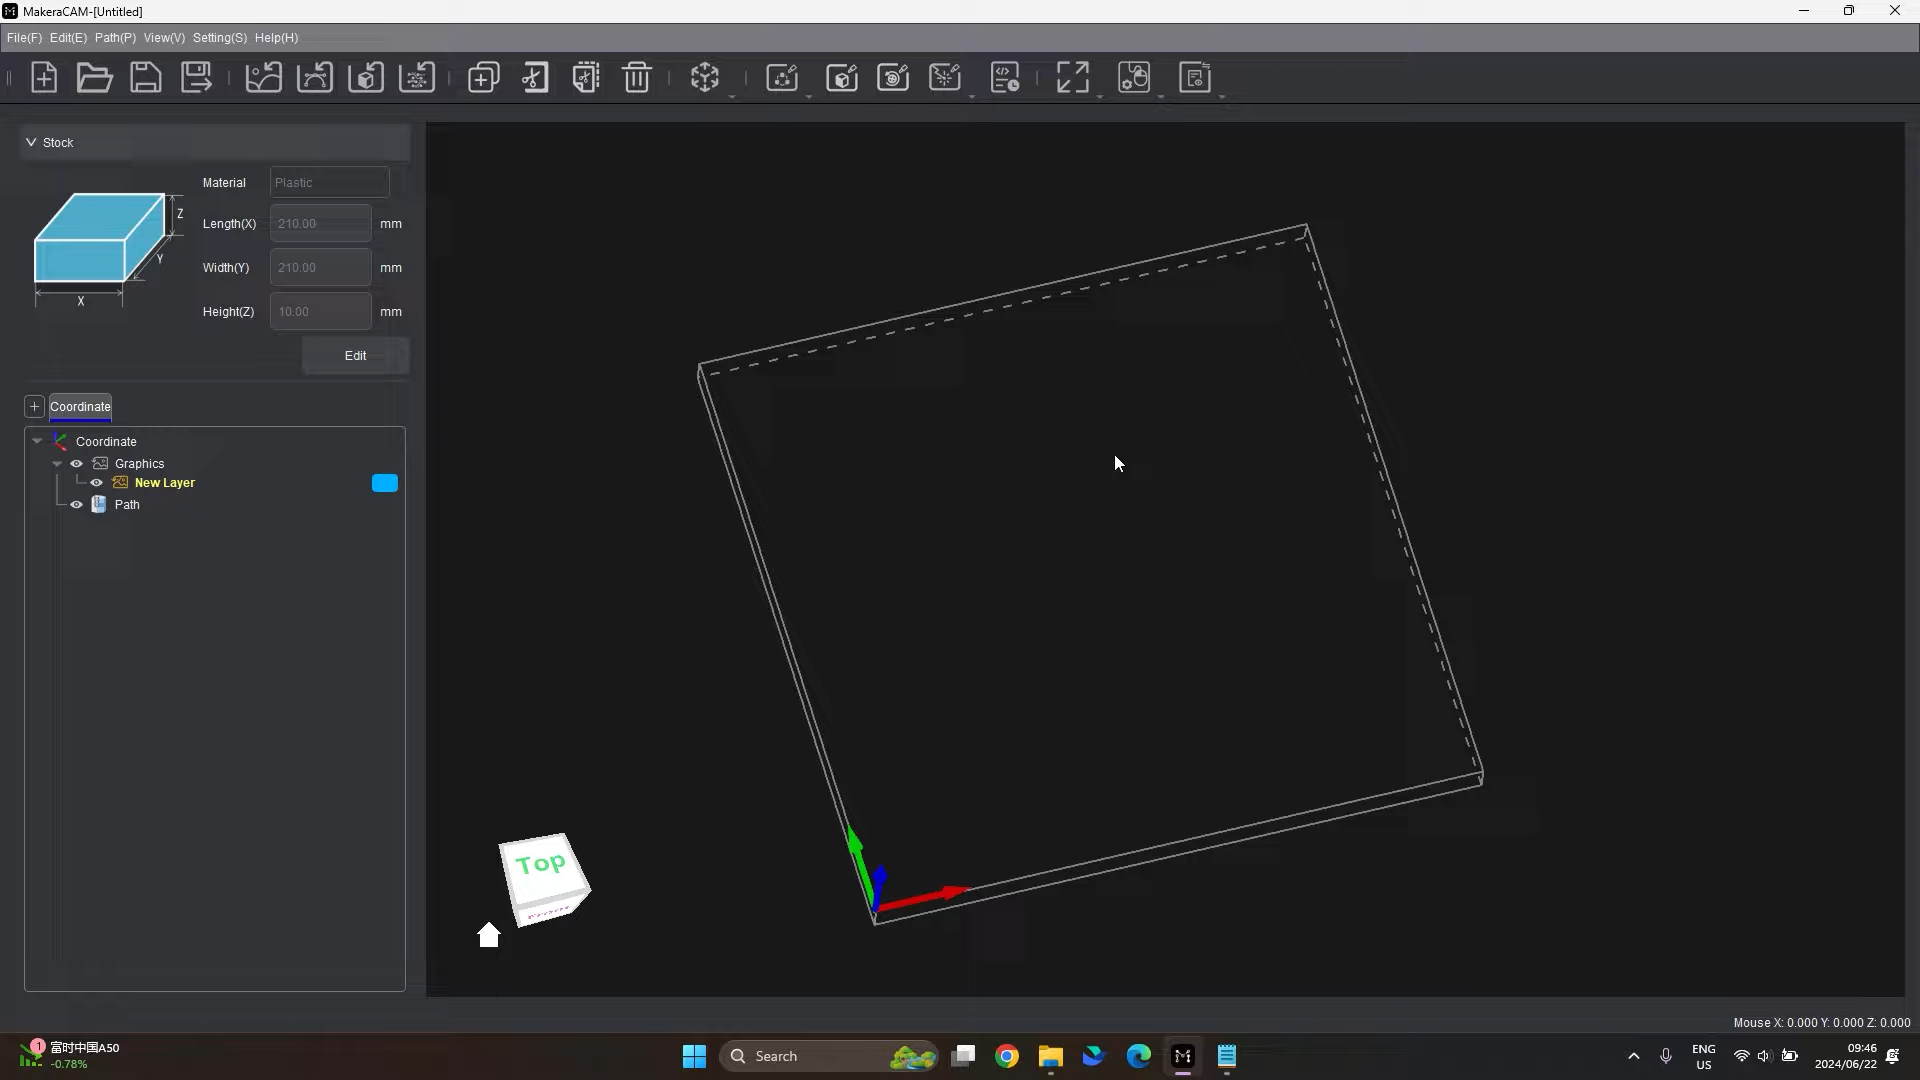 MakeraCAM-[Untitled]
File(F) Edit(E) Path(P) View(V) Setting(S) Help(H)
Stock
Material Plastic
Length(X) 210.00 mm
Width(Y) 210.00 mm
Height(Z) 10.00 mm
Z
Y
X
Edit
+ Coordinate
Coordinate
Graphics
New Layer
Path
Top
Front
Mouse X: 0.000 Y: 0.000 Z: 0.000
1
富时中国A50
-0.78%
Search
ENG
US
09:46
2024/06/22